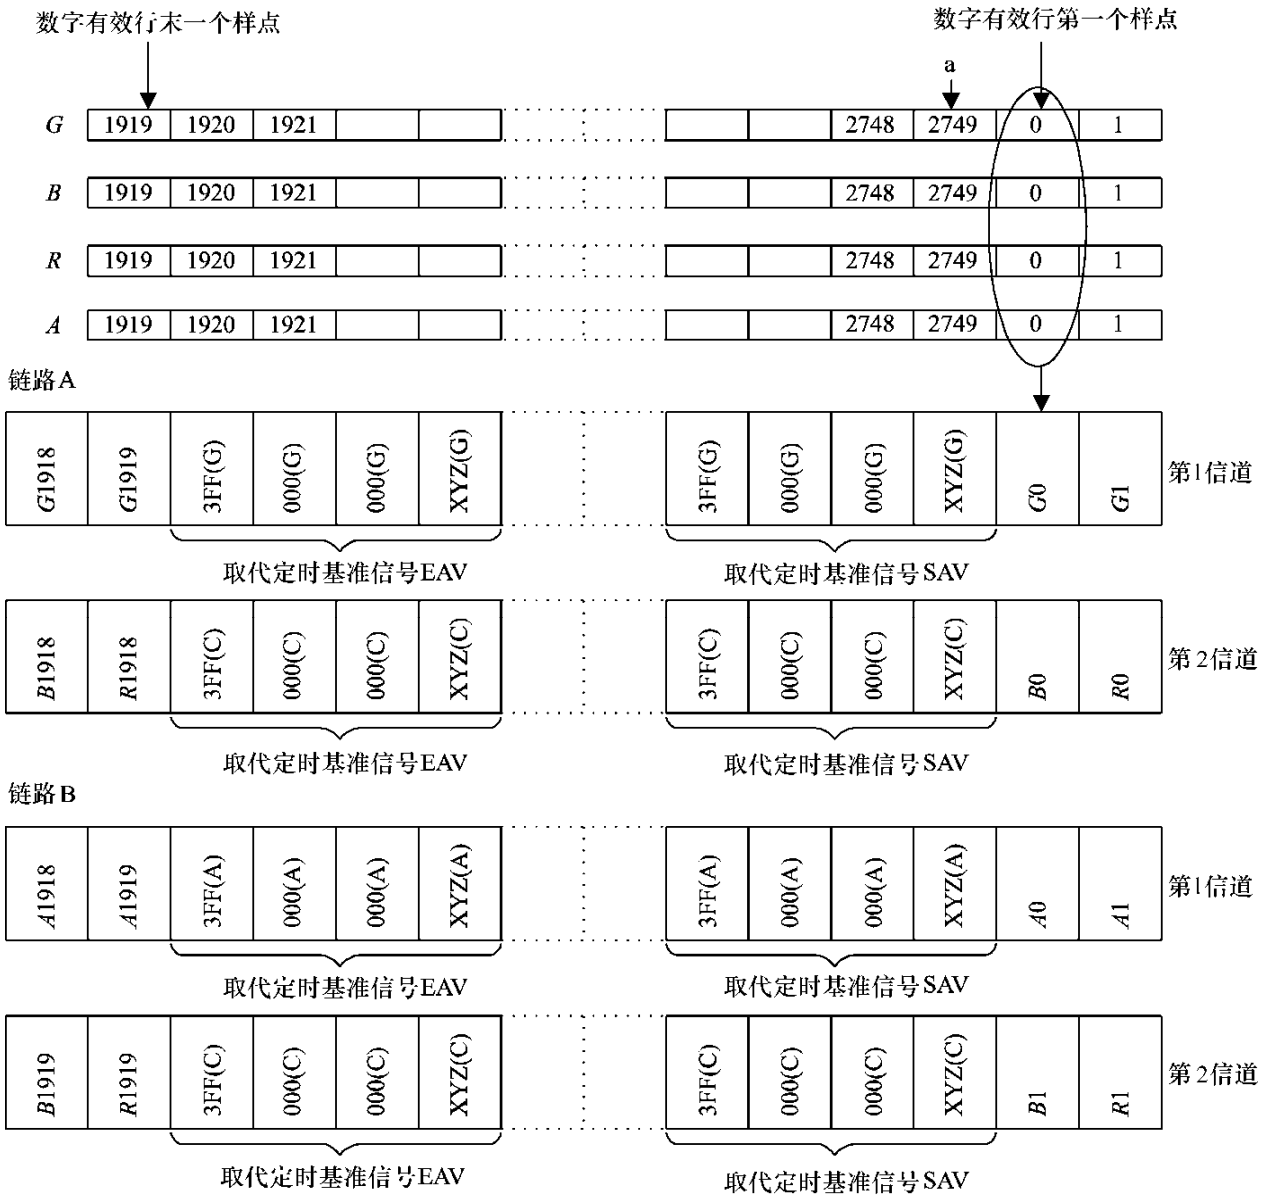 数字有效行末一个样点 数字有效行第一个样点
a
G 1919 1920 1921 2748 2749 0 1
B 1919 1920 1921 2748 2749 0 1
R 1919 1920 1921 2748 2749 0 1
A 1919 1920 1921 2748 2749 0 1
链路A
G1918 G1919 3FF(G) 000(G) 000(G) XYZ(G) 3FF(G) 000(G) 000(G) XYZ(G) G0 G1 第1信道
取代定时基准信号EAV 取代定时基准信号SAV
B1918 R1918 3FF(C) 000(C) 000(C) XYZ(C) 3FF(C) 000(C) 000(C) XYZ(C) B0 R0 第2信道
取代定时基准信号EAV 取代定时基准信号SAV
链路B
A1918 A1919 3FF(A) 000(A) 000(A) XYZ(A) 3FF(A) 000(A) 000(A) XYZ(A) A0 A1 第1信道
取代定时基准信号EAV 取代定时基准信号SAV
B1919 R1919 3FF(C) 000(C) 000(C) XYZ(C) 3FF(C) 000(C) 000(C) XYZ(C) B1 R1 第2信道
取代定时基准信号EAV 取代定时基准信号SAV